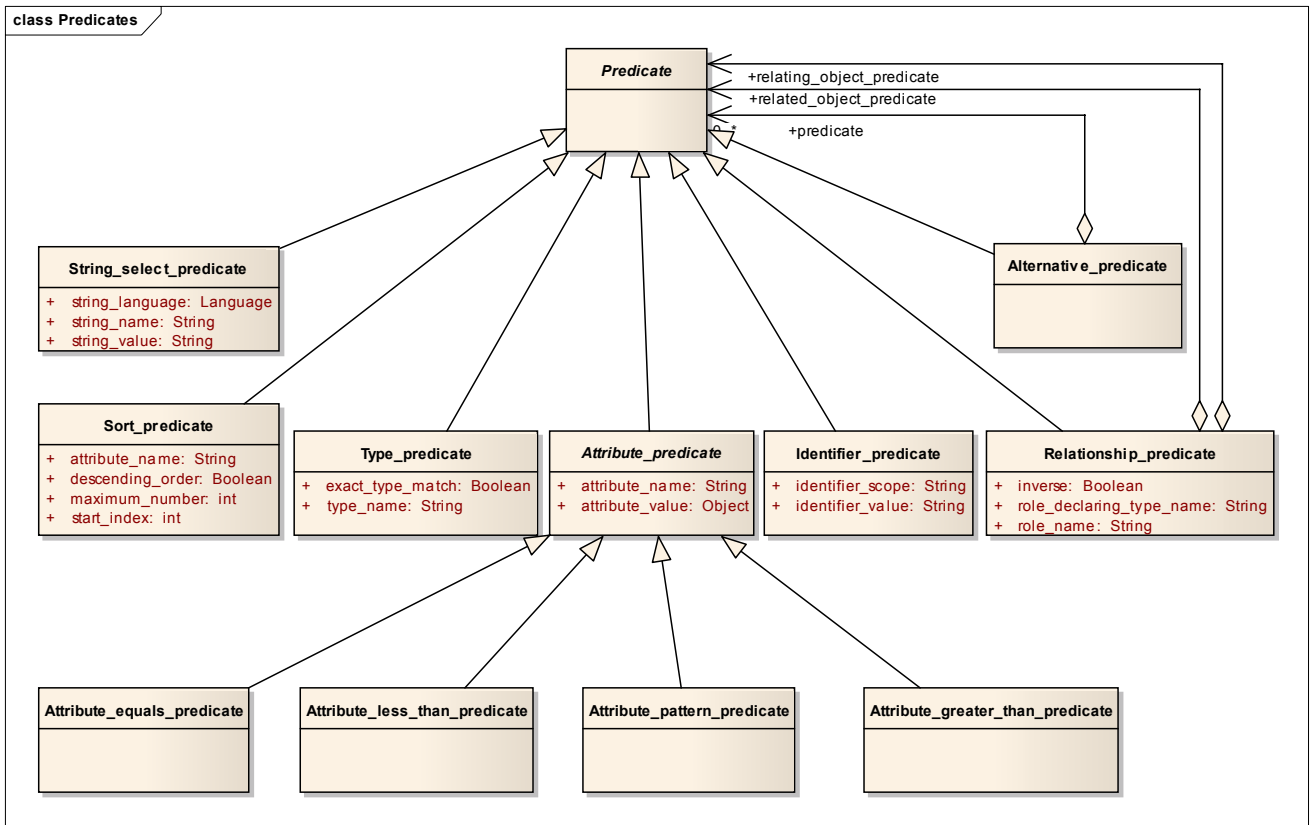 class Predicates
Predicate
+relating_object_predicate
+related_object_predicate
0..*
+predicate
String_select_predicate
+ string_language: Language
+ string_name: String
+ string_value: String
Alternative_predicate
Sort_predicate
+ attribute_name: String
+ descending_order: Boolean
+ maximum_number: int
+ start_index: int
Type_predicate
+ exact_type_match: Boolean
+ type_name: String
Attribute_predicate
+ attribute_name: String
+ attribute_value: Object
Identifier_predicate
+ identifier_scope: String
+ identifier_value: String
Relationship_predicate
+ inverse: Boolean
+ role_declaring_type_name: String
+ role_name: String
Attribute_equals_predicate
Attribute_less_than_predicate
Attribute_pattern_predicate
Attribute_greater_than_predicate